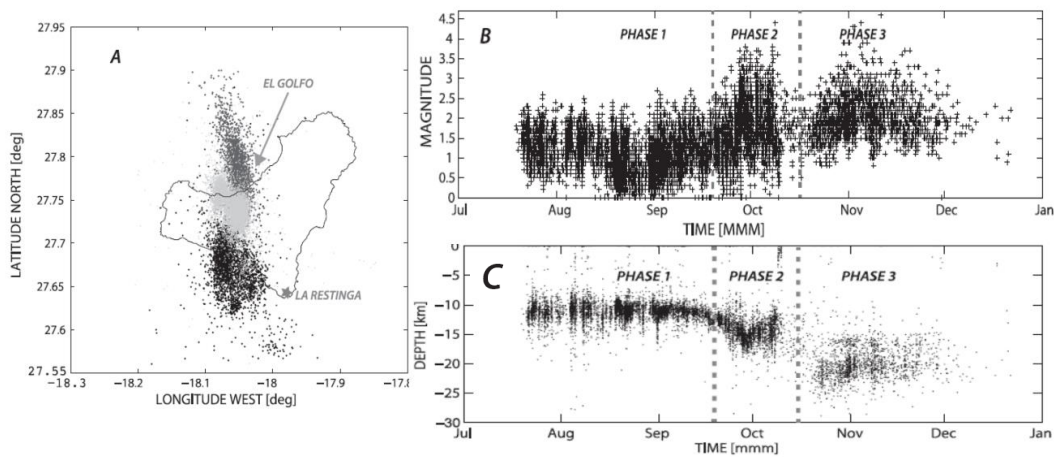 A
EL GOLFO
LA RESTINGA
27.95
27.9
27.85
27.8
27.75
27.7
27.65
27.6
27.55
LATITUDE NORTH [deg]
-18.3 -18.2 -18.1 -18 -17.9 -17.8
LONGITUDE WEST [deg]
B
PHASE 1 PHASE 2 PHASE 3
4.5
4
3.5
3.0
2.5
2
1.5
1
0.5
0
MAGNITUDE
Jul Aug Sep Oct Nov Dec Jan
TIME [MMM]
C
PHASE 1 PHASE 2 PHASE 3
0
-5
-10
-15
-20
-25
-30
DEPTH [km]
Jul Aug Sep Oct Nov Dec Jan
TIME [mmm]